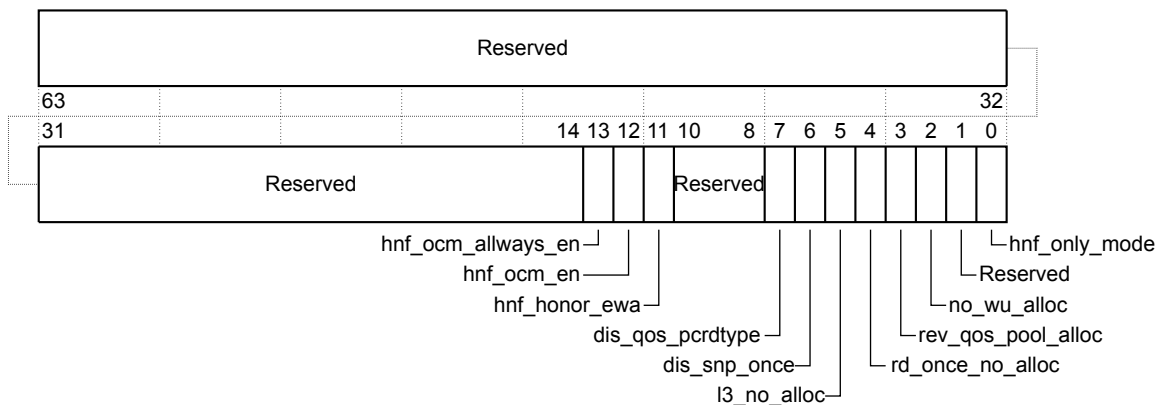 Reserved
63 32
31 14 13 12 11 10 8 7 6 5 4 3 2 1 0
Reserved Reserved
hnf_ocm_allways_en hnf_only_mode
hnf_ocm_en Reserved
hnf_honor_ewa no_wu_alloc
dis_qos_pcrdtype rev_qos_pool_alloc
dis_snp_once rd_once_no_alloc
l3_no_alloc